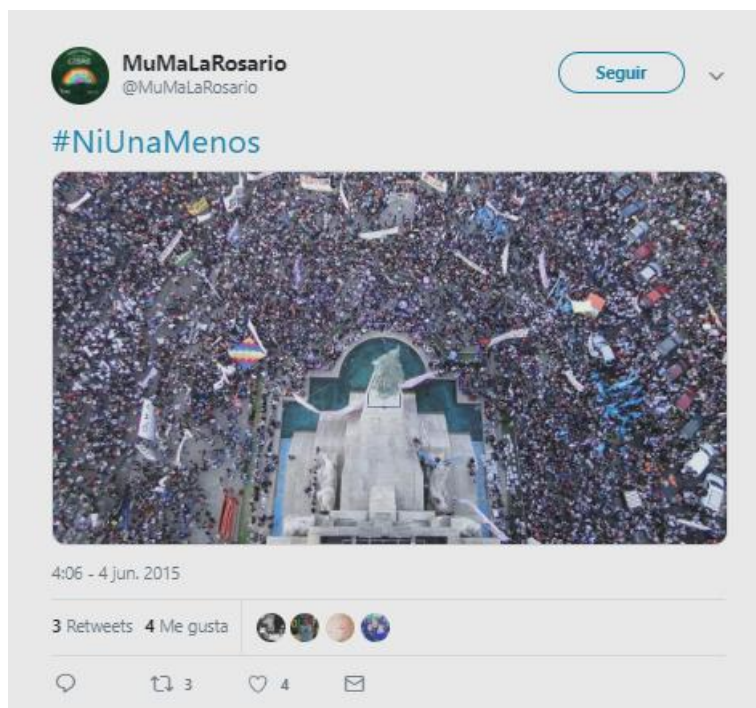 MuMaLaRosario
@MuMaLaRosario
Seguir
#NiUnaMenos
4:06 - 4 jun. 2015
3 Retweets 4 Me gusta
3 4